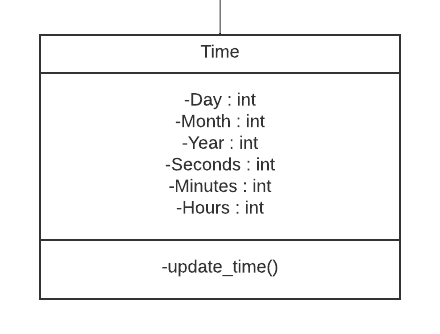 Time
-Day : int
-Month : int
-Year : int
-Seconds : int
-Minutes : int
-Hours : int
-update_time()